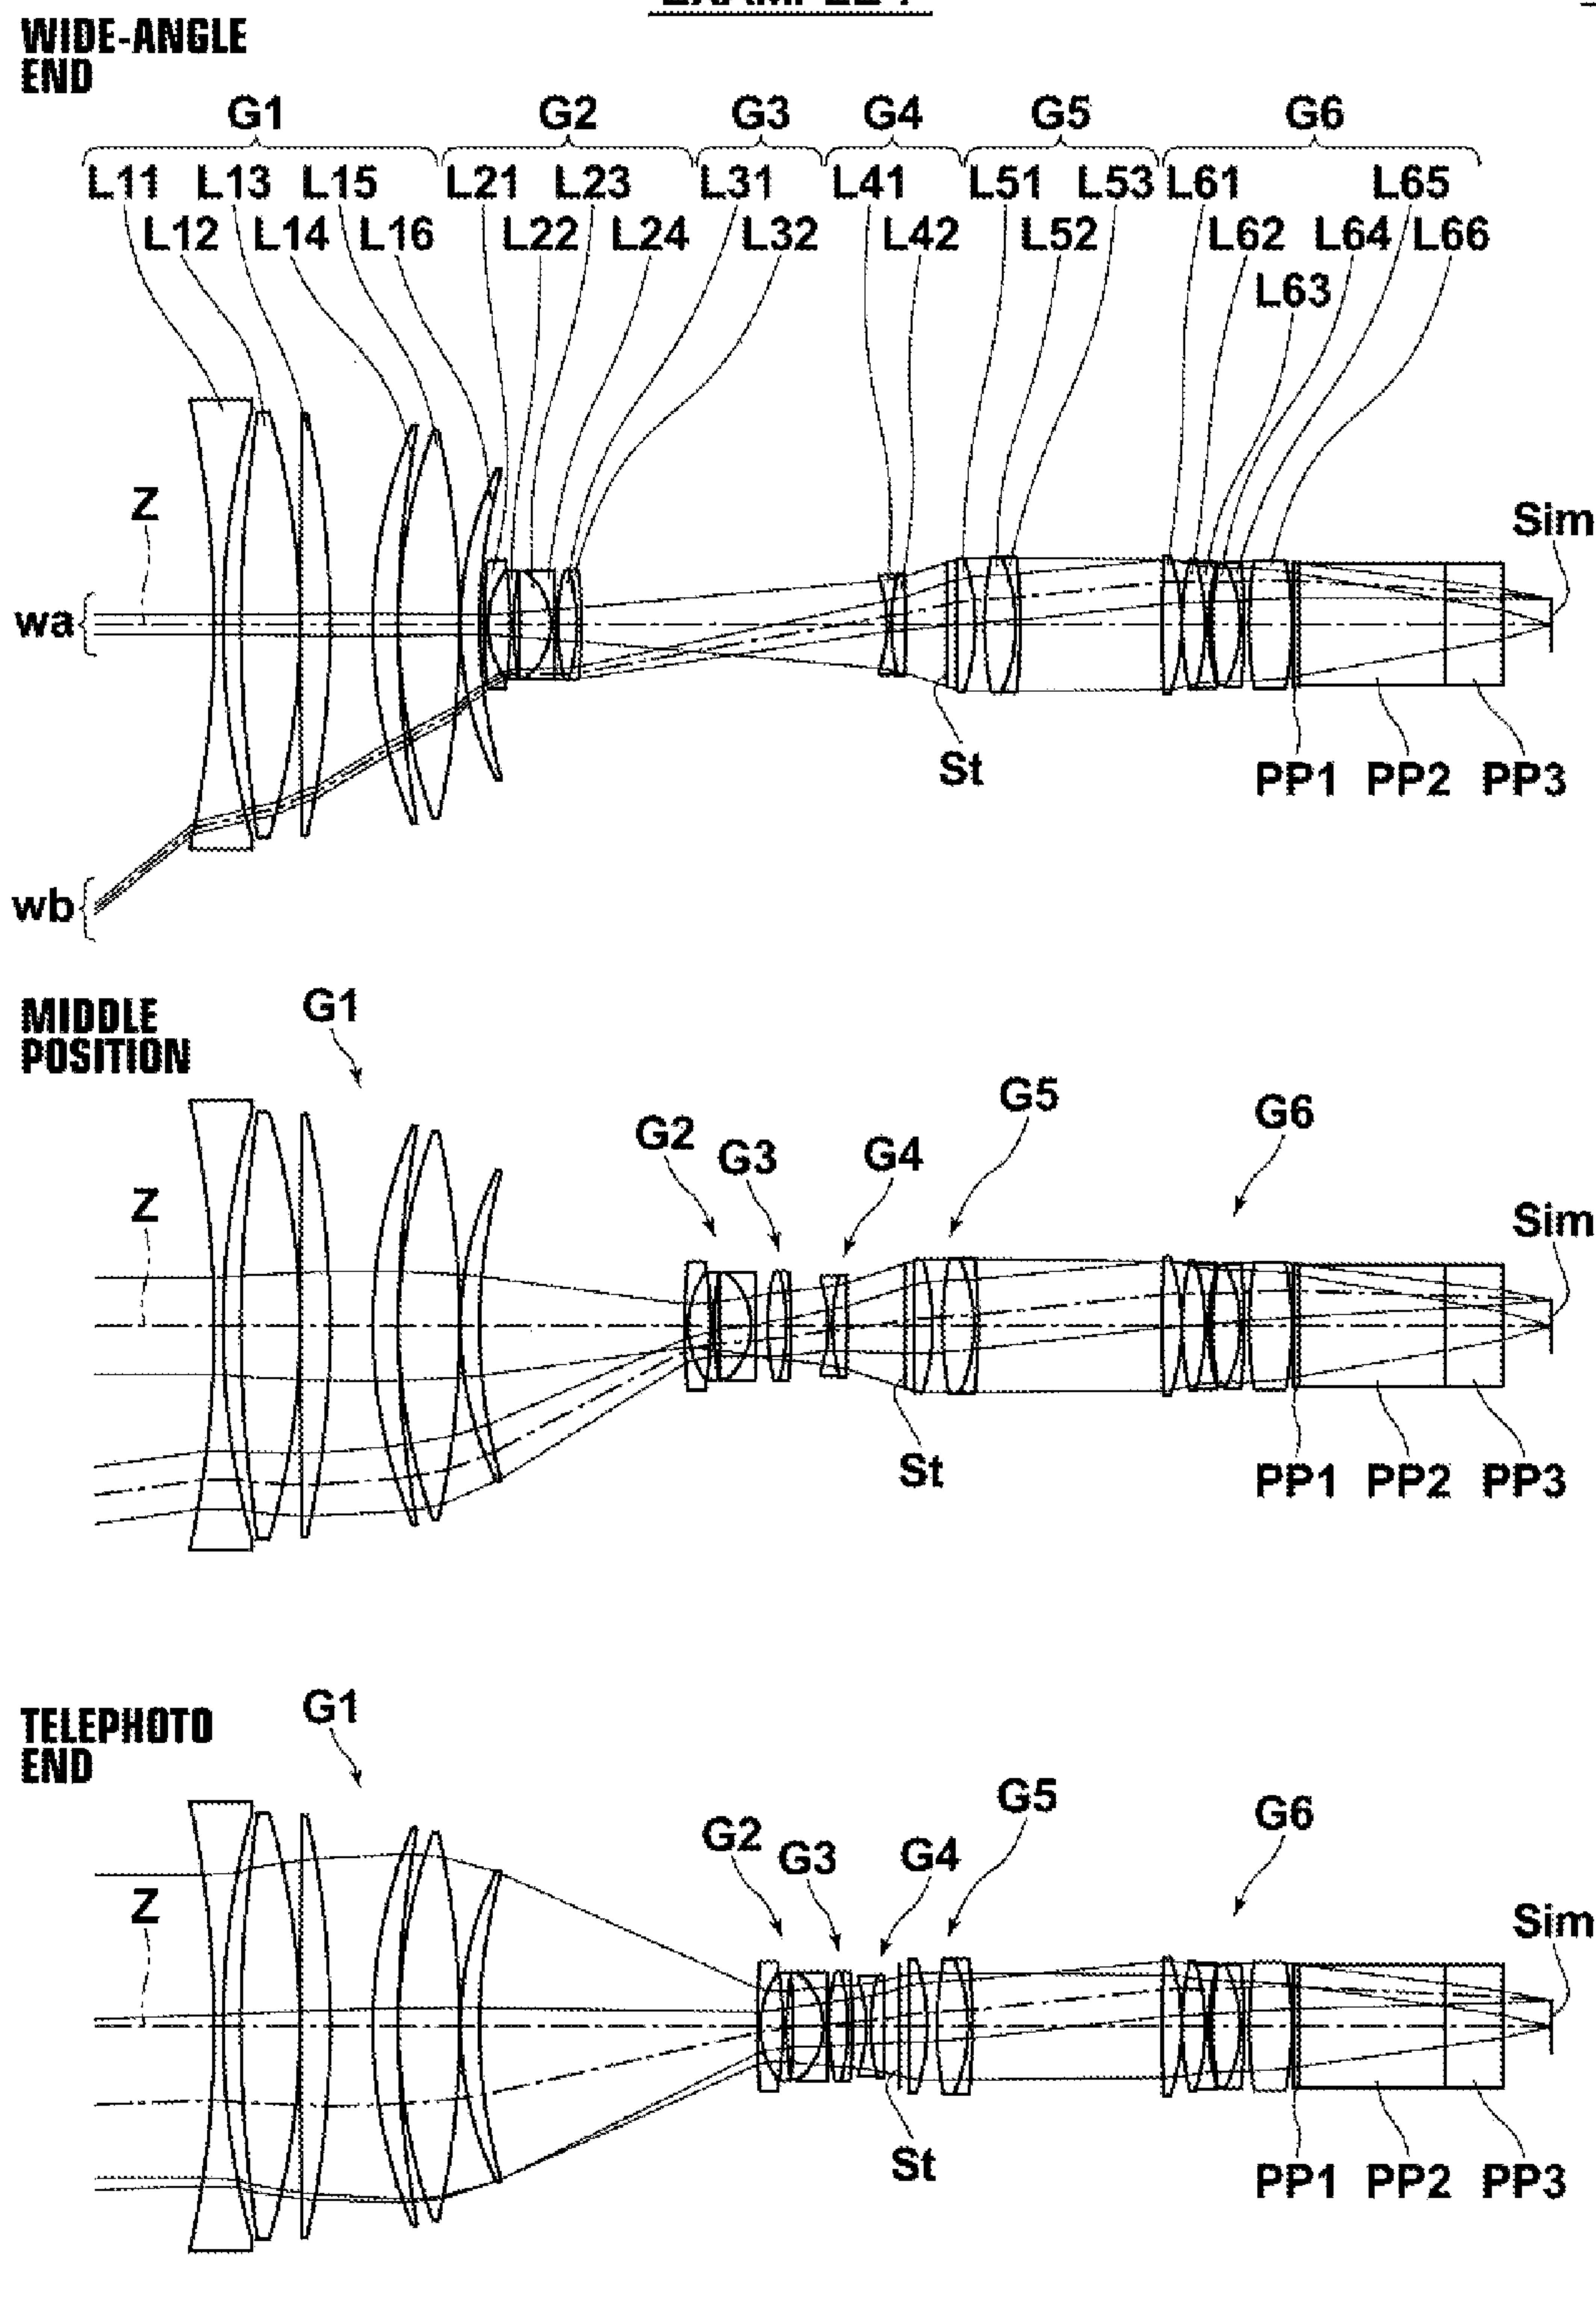 WIDE-ANGLE
END
G1 G2 G3 G4 G5 G6
L11 L13 L15 L21 L23 L31 L41 L51 L53 L61 L65
L12 L14 L16 L22 L24 L32 L42 L52 L62 L64 L66
L63
Z
Sim
wa
St
PP1 PP2 PP3
wb
MIDDLE
POSITION
G1
G5
G6
G2
G3
G4
Z
Sim
St
PP1 PP2 PP3
TELEPHOTO
END
G1
G5
G6
G2
G3
G4
Z
Sim
St
PP1 PP2 PP3